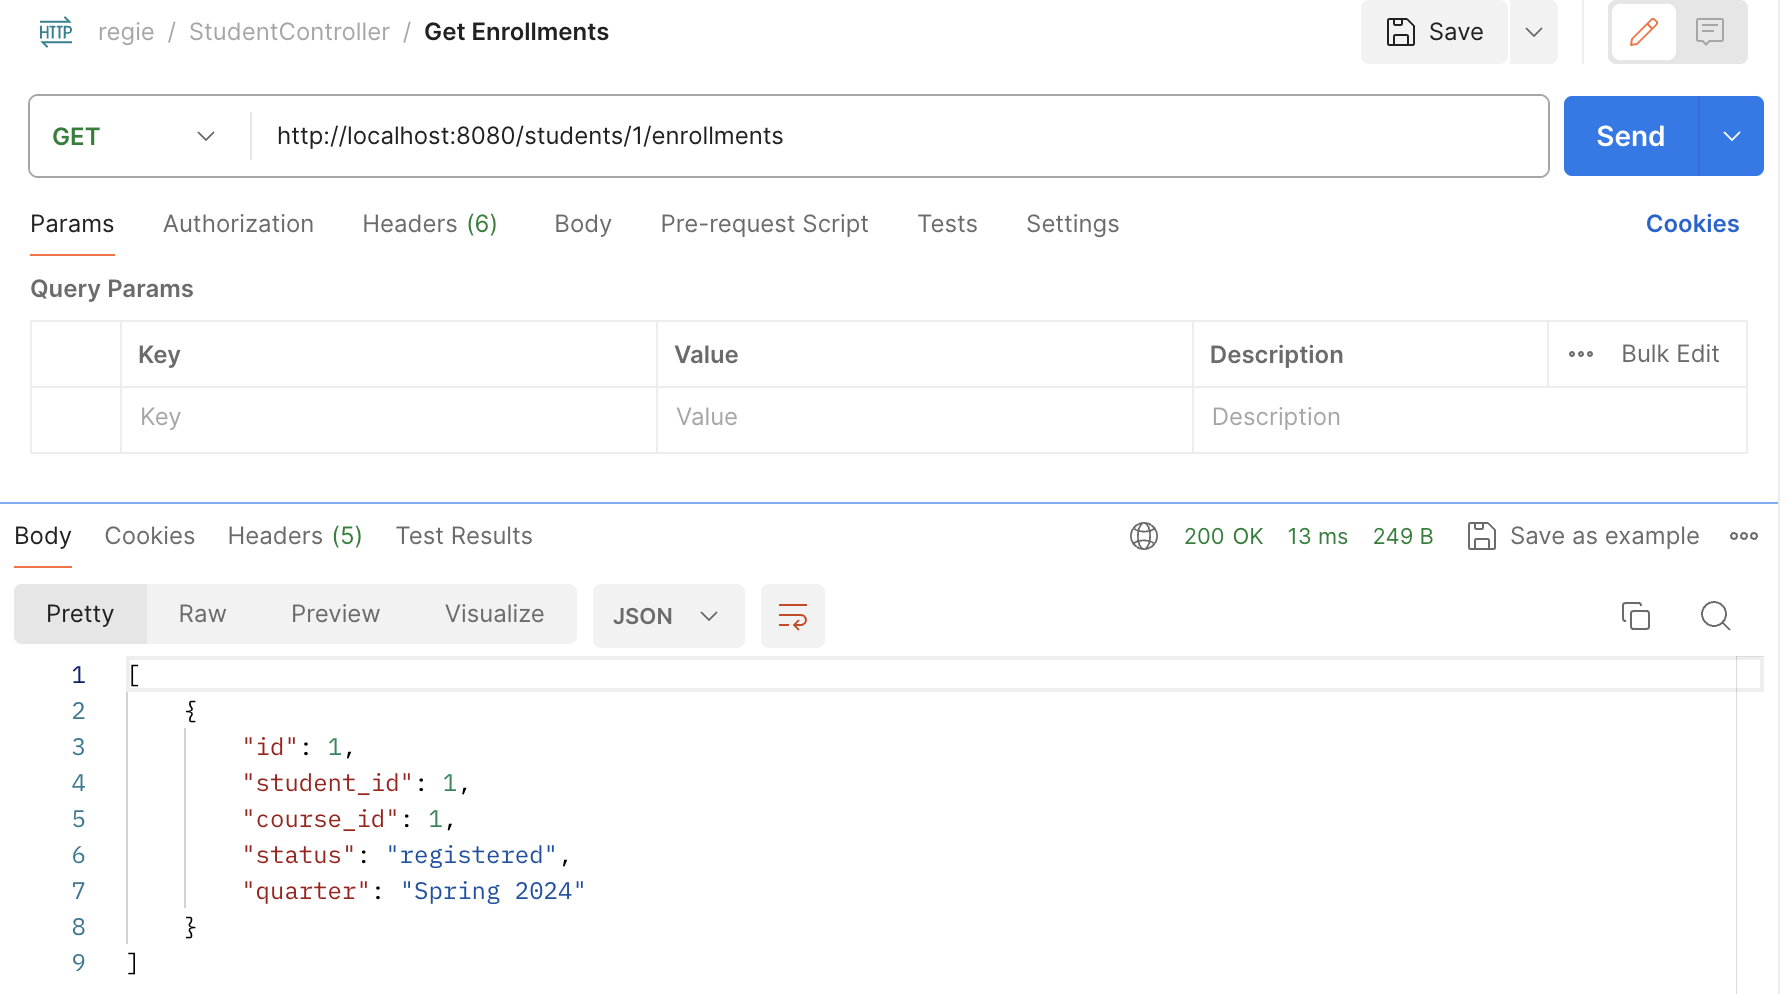 HTTP regie / StudentController / Get Enrollments Save
GET http://localhost:8080/students/1/enrollments Send
Params Authorization Headers (6) Body Pre-request Script Tests Settings Cookies
Query Params
Key Value Description ••• Bulk Edit
Key Value Description
Body Cookies Headers (5) Test Results 200 OK 13 ms 249 B Save as example
Pretty Raw Preview Visualize JSON
1 [
2     {
3         "id": 1,
4         "student_id": 1,
5         "course_id": 1,
6         "status": "registered",
7         "quarter": "Spring 2024"
8     }
9 ]